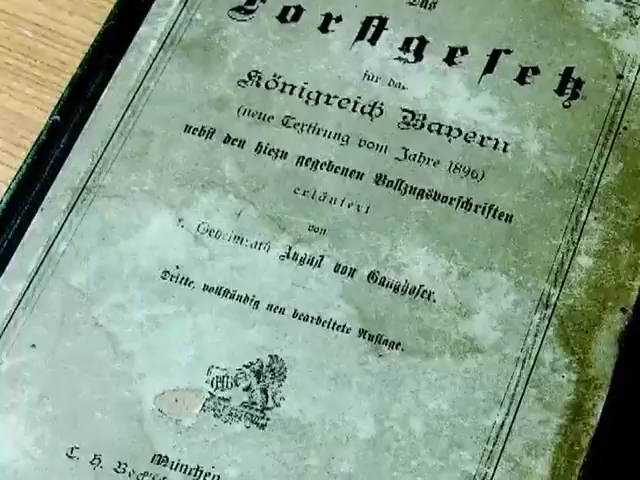 Das
Forstgesetz
für das
Königreich Bayern
(neue Textirung vom Jahre 1896)
nebst den hiezu gegebenen Vollzugsvorschriften
erläutert
von
Geheimrath August von Ganghofer.
Dritte, vollständig neu bearbeitete Auflage.
München
C. H.